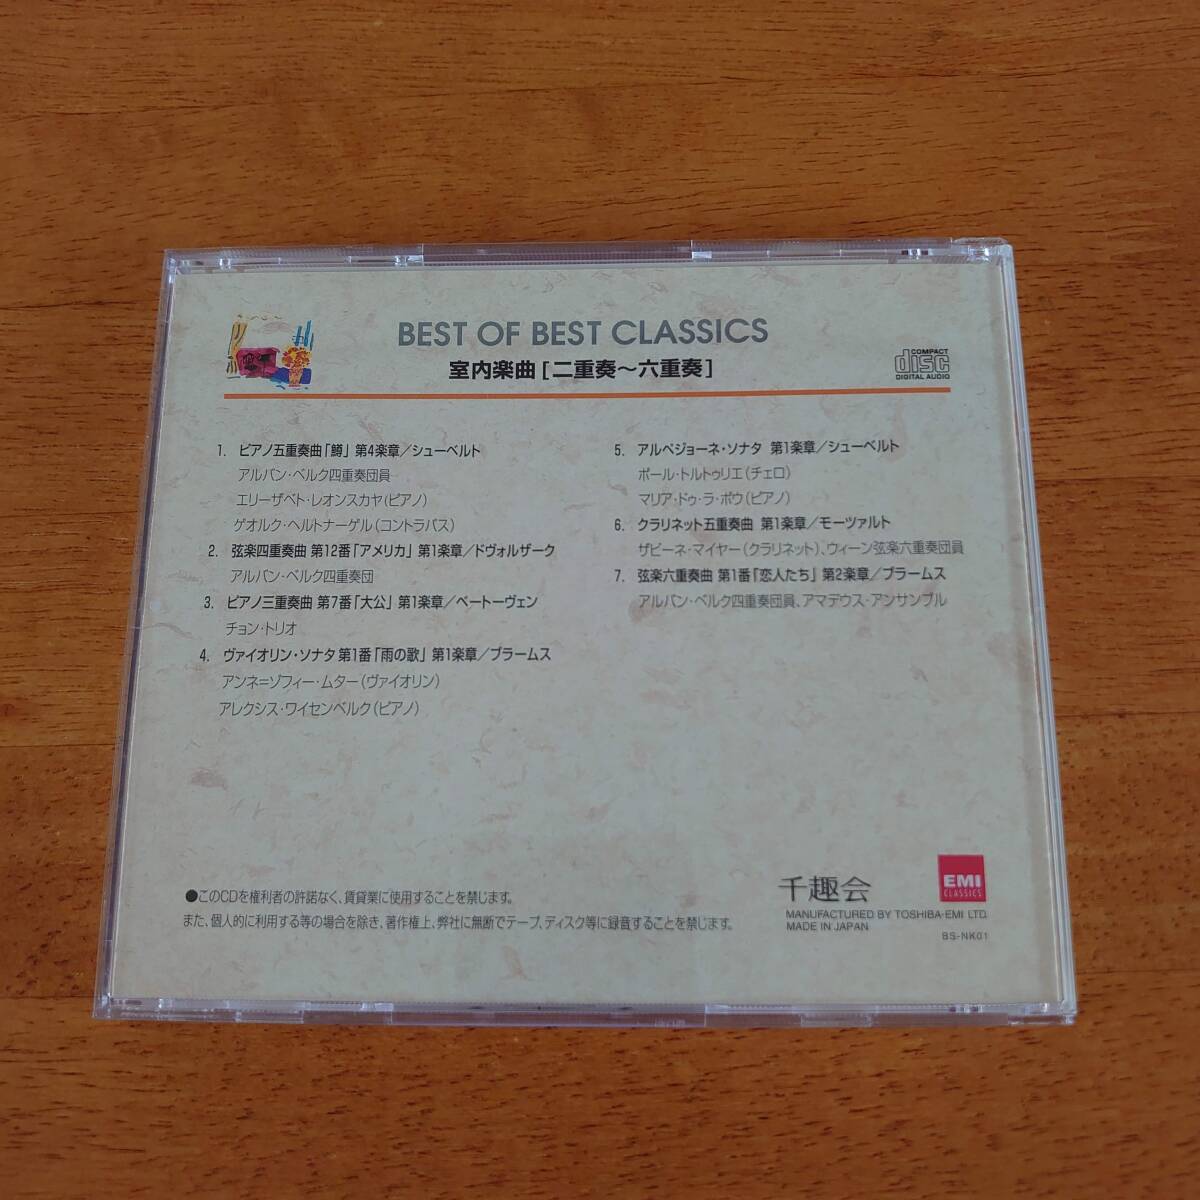 BEST OF BEST CLASSICS
室内楽曲［二重奏～六重奏］
COMPACT
disc
DIGITAL AUDIO
1. ピアノ五重奏曲「鱒」 第4楽章／シューベルト
アルバン・ベルク四重奏団員
エリーザベト・レオンスカヤ（ピアノ）
ゲオルク・ヘルトナーゲル（コントラバス）
2. 弦楽四重奏曲 第12番「アメリカ」 第1楽章／ドヴォルザーク
アルバン・ベルク四重奏団
3. ピアノ三重奏曲 第7番「大公」 第1楽章／ベートーヴェン
チョン・トリオ
4. ヴァイオリン・ソナタ 第1番「雨の歌」 第1楽章／ブラームス
アンネ＝ゾフィー・ムター（ヴァイオリン）
アレクシス・ワイセンベルク（ピアノ）
5. アルペジョーネ・ソナタ 第1楽章／シューベルト
ポール・トルトゥリエ（チェロ）
マリア・ドゥ・ラ・ポウ（ピアノ）
6. クラリネット五重奏曲 第1楽章／モーツァルト
ザビーネ・マイヤー（クラリネット）、ウィーン弦楽六重奏団員
7. 弦楽六重奏曲 第1番「恋人たち」 第2楽章／ブラームス
アルバン・ベルク四重奏団員、アマデウス・アンサンブル
●このCDを権利者の許諾なく、賃貸業に使用することを禁じます。
また、個人的に利用する等の場合を除き、著作権上、弊社に無断でテープ、ディスク等に録音することを禁じます。
千趣会
MANUFACTURED BY TOSHIBA-EMI LTD.
MADE IN JAPAN
EMI
CLASSICS
BS-NK01